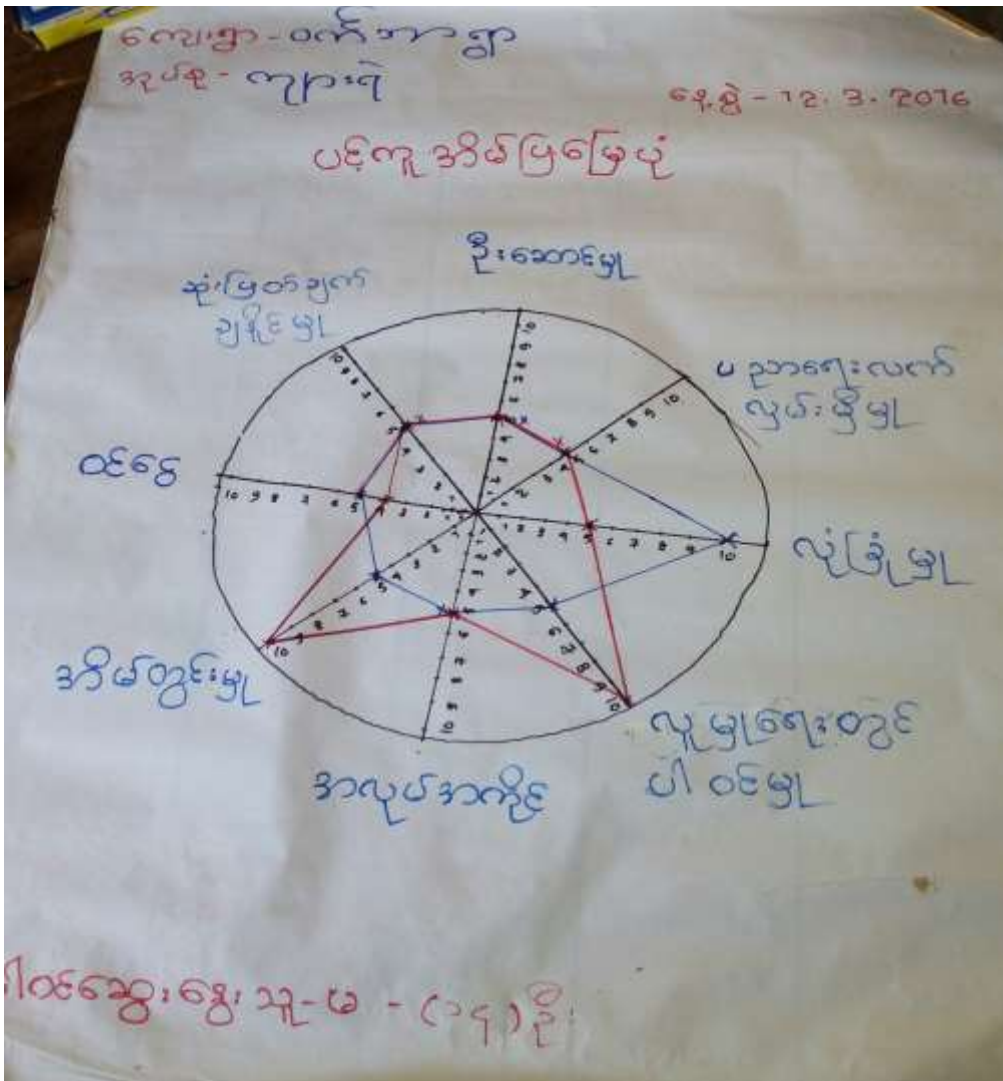 ကျေးရွာ - ဝက်ဘာရွာ
အုပ်စု - ကျားရဲ
နေ့စွဲ - 12. 3. 2016
ပင့်ကူအိမ်ပြမြေပုံ
ဦးဆောင်မှု
ဆုံးဖြတ်ချက်
ချနိုင်မှု
ပညာရေးလက်
လှမ်းမှီမှု
ဝင်ငွေ
လုံခြုံမှု
အိမ်တွင်းမှု
လူမှုရေးတွင်
ပါဝင်မှု
အလုပ်အကိုင်
ပါဝင်ဆွေးနွေးသူ - မ - (၁၄) ဦး